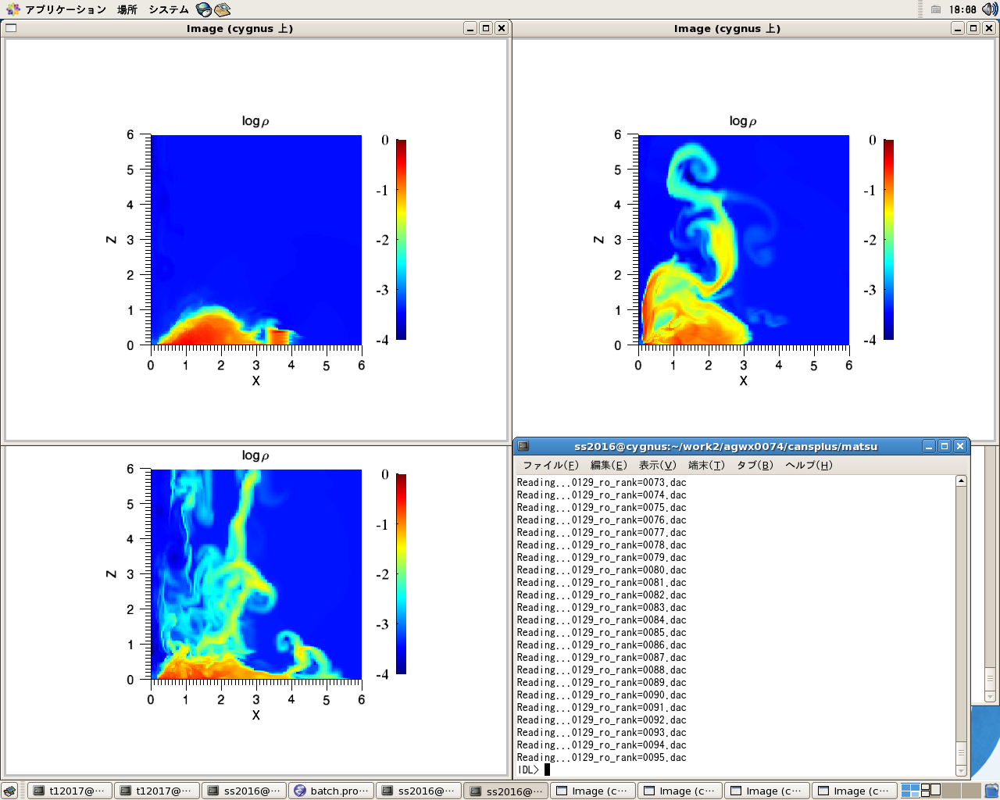 アプリケーション 場所 システム 18:08
Image (cygnus 上)
Image (cygnus 上)
log ρ
6
5
4
3
2
1
0
Z
0 1 2 3 4 5 6
X
0
-1
-2
-3
-4
log ρ
6
5
4
3
2
1
0
Z
0 1 2 3 4 5 6
X
0
-1
-2
-3
-4
log ρ
6
5
4
3
2
1
0
Z
0 1 2 3 4 5 6
X
0
-1
-2
-3
-4
ss2016@cygnus:~/work2/agwx0074/cansplus/matsu
ファイル(F) 編集(E) 表示(V) 端末(T) タブ(B) ヘルプ(H)
Reading...0129_ro_rank=0073.dac
Reading...0129_ro_rank=0074.dac
Reading...0129_ro_rank=0075.dac
Reading...0129_ro_rank=0076.dac
Reading...0129_ro_rank=0077.dac
Reading...0129_ro_rank=0078.dac
Reading...0129_ro_rank=0079.dac
Reading...0129_ro_rank=0080.dac
Reading...0129_ro_rank=0081.dac
Reading...0129_ro_rank=0082.dac
Reading...0129_ro_rank=0083.dac
Reading...0129_ro_rank=0084.dac
Reading...0129_ro_rank=0085.dac
Reading...0129_ro_rank=0086.dac
Reading...0129_ro_rank=0087.dac
Reading...0129_ro_rank=0088.dac
Reading...0129_ro_rank=0089.dac
Reading...0129_ro_rank=0090.dac
Reading...0129_ro_rank=0091.dac
Reading...0129_ro_rank=0092.dac
Reading...0129_ro_rank=0093.dac
Reading...0129_ro_rank=0094.dac
Reading...0129_ro_rank=0095.dac
IDL>
t12017@… t12017@… ss2016@… batch.pro… ss2016@… ss2016@… Image (c… Image (c… Image (c… Image (c…